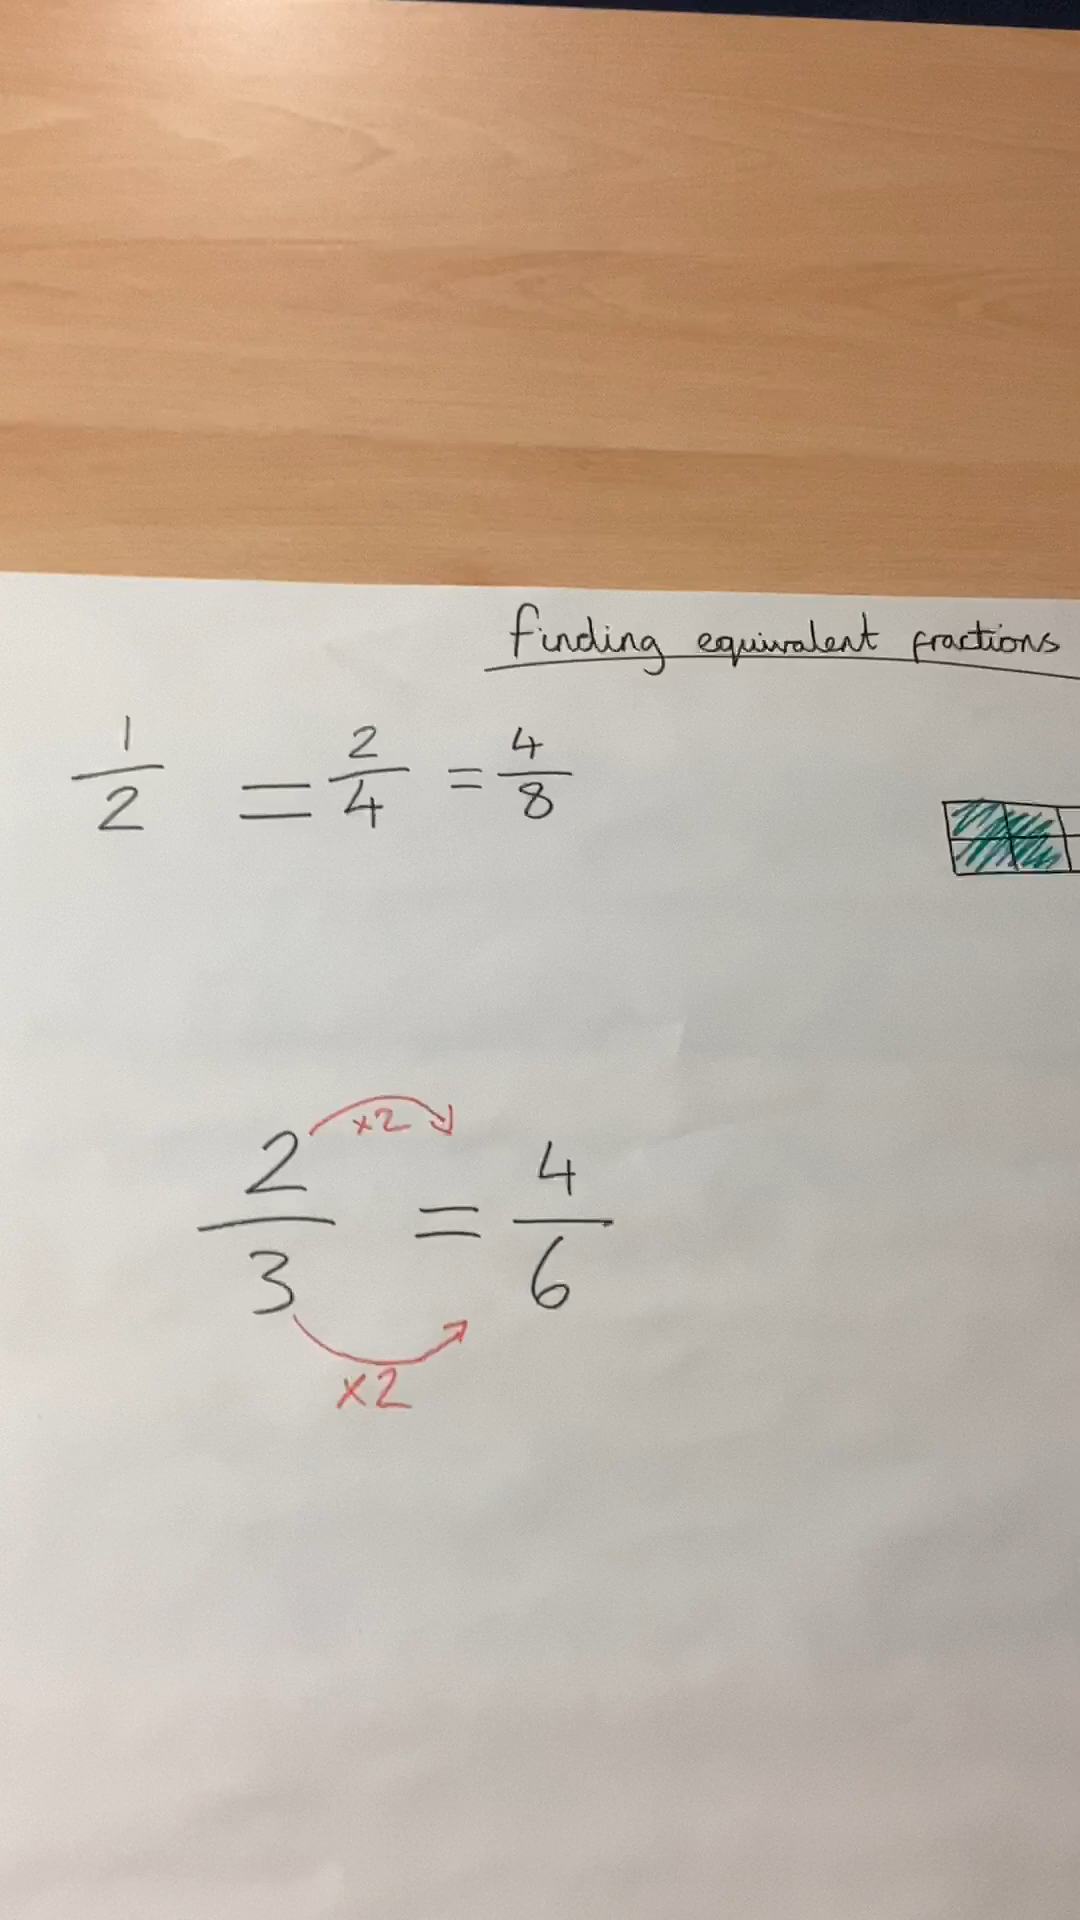 finding equivalent fractions
1/2 = 2/4 = 4/8
×2
2/3 = 4/6
×2